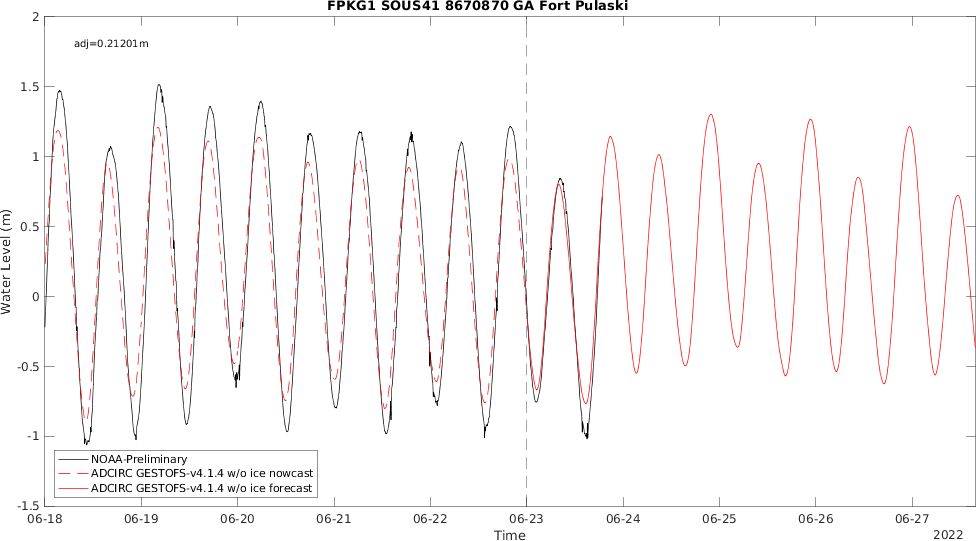 FPKG1 SOUS41 8670870 GA Fort Pulaski
adj=0.21201m
Water Level (m)
2
1.5
1
0.5
0
-0.5
-1
-1.5
NOAA-Preliminary
ADCIRC GESTOFS-v4.1.4 w/o ice nowcast
ADCIRC GESTOFS-v4.1.4 w/o ice forecast
06-18 06-19 06-20 06-21 06-22 06-23 06-24 06-25 06-26 06-27
Time
2022